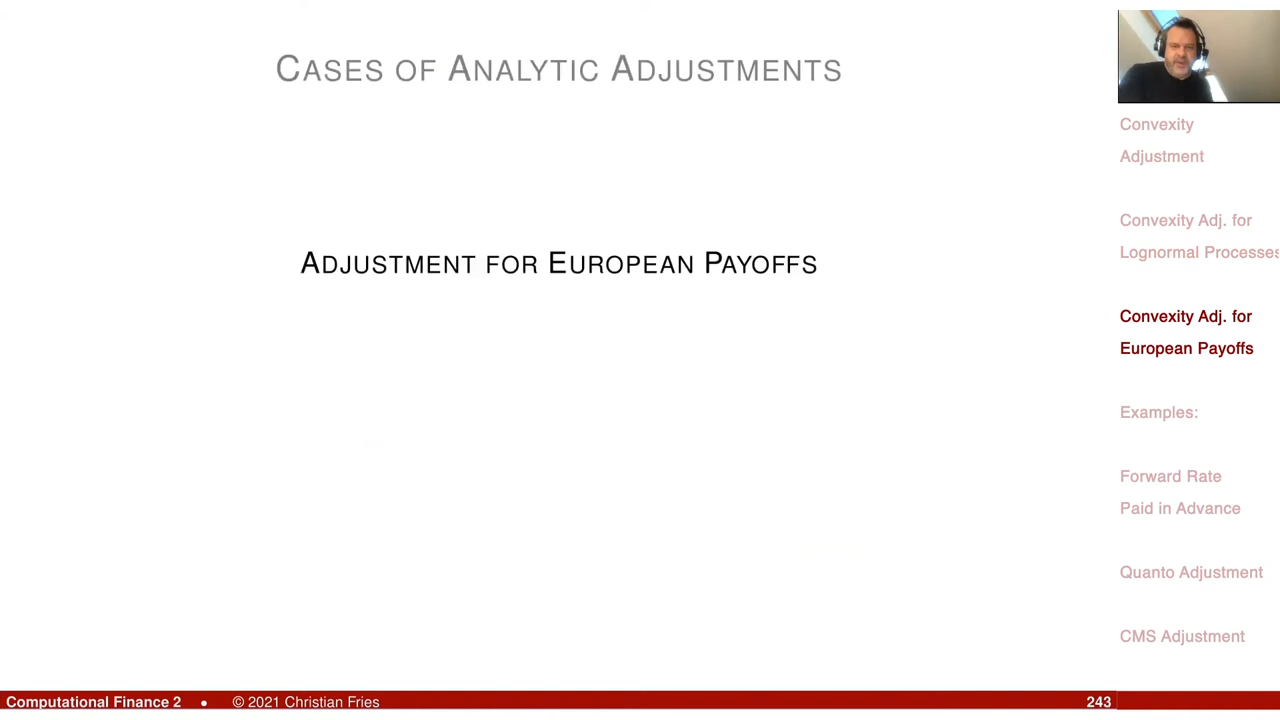 CASES OF ANALYTIC ADJUSTMENTS
ADJUSTMENT FOR EUROPEAN PAYOFFS
Convexity
Adjustment
Convexity Adj. for
Lognormal Processes
Convexity Adj. for
European Payoffs
Examples:
Forward Rate
Paid in Advance
Quanto Adjustment
CMS Adjustment
Computational Finance 2 • © 2021 Christian Fries 243